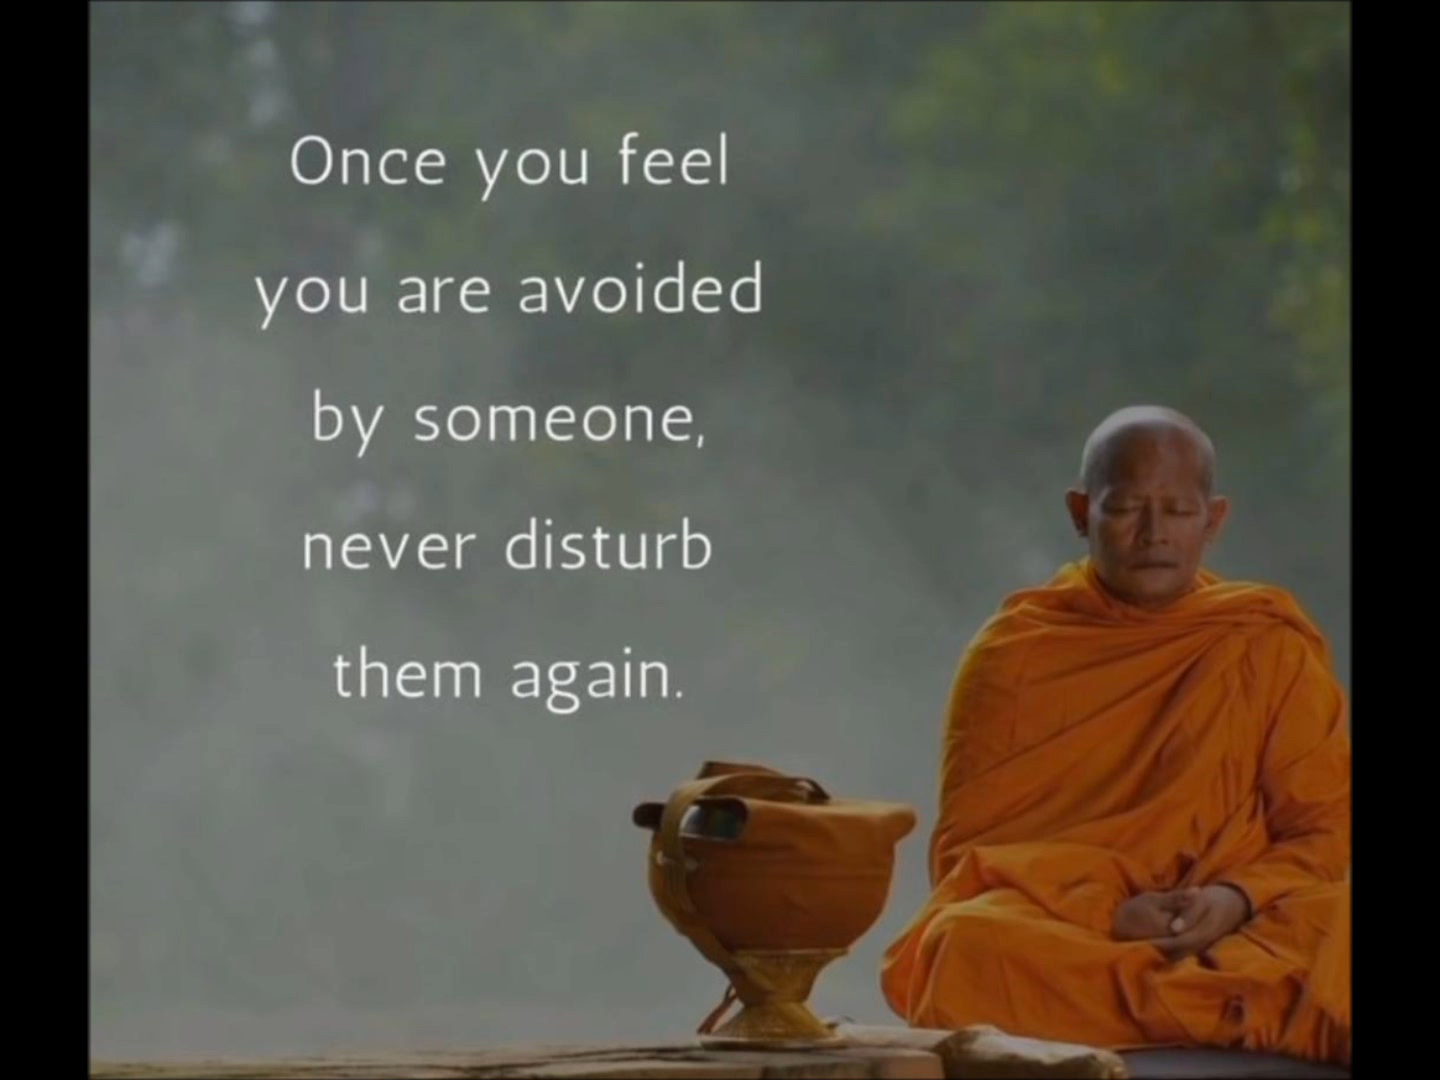 Once you feel
you are avoided
by someone,
never disturb
them again.